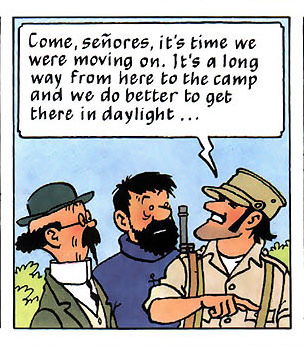 Come, señores, it's time we
were moving on. It's a long
way from here to the camp
and we do better to get
there in daylight ...